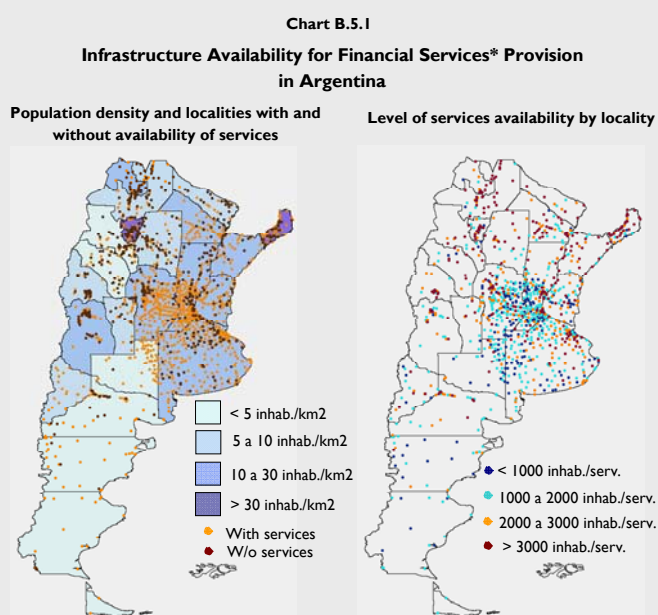 Chart B.5.1
Infrastructure Availability for Financial Services* Provision
in Argentina
Population density and localities with and
without availability of services
< 5 inhab./km2
5 a 10 inhab./km2
10 a 30 inhab./km2
> 30 inhab./km2
With services
W/o services
Level of services availability by locality
< 1000 inhab./serv.
1000 a 2000 inhab./serv.
2000 a 3000 inhab./serv.
> 3000 inhab./serv.